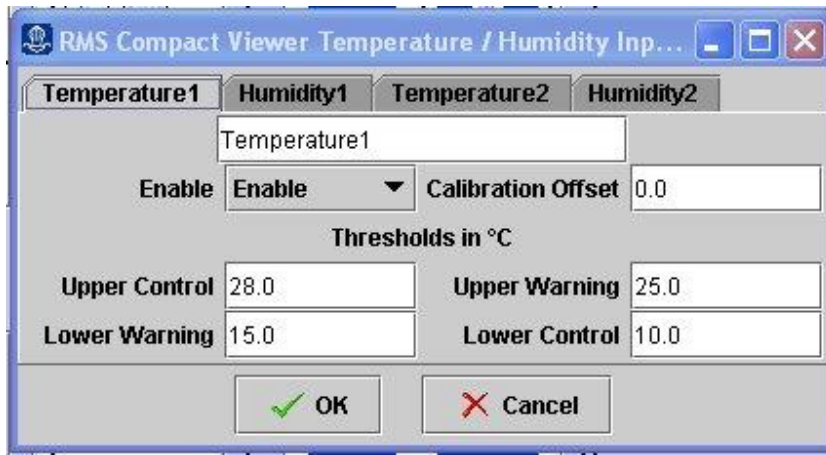 RMS Compact Viewer Temperature / Humidity Inp...
Temperature1 Humidity1 Temperature2 Humidity2
Temperature1
Enable Enable Calibration Offset 0.0
Thresholds in °C
Upper Control 28.0 Upper Warning 25.0
Lower Warning 15.0 Lower Control 10.0
OK Cancel